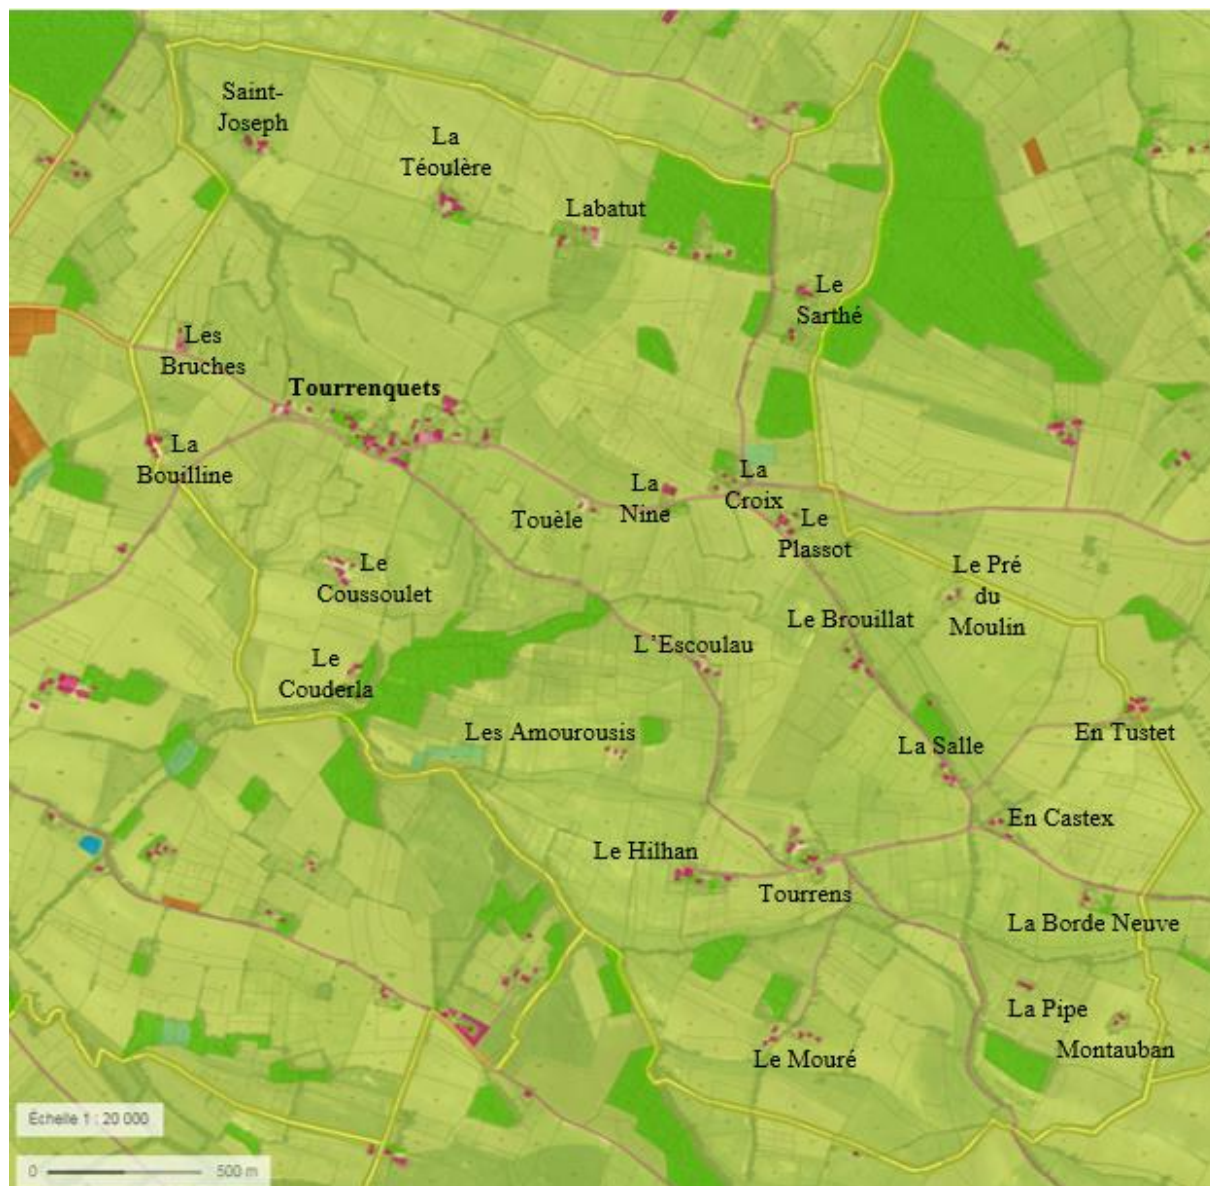 Saint-
Joseph
La
Téoulère
Labatut
Le
Sarthé
Les
Bruches
Tourrenquets
La
Bouilline
La
Nine
La
Croix
Touèle
Le
Plassot
Le
Coussoulet
Le Pré
du
Moulin
Le Brouillat
L'Escoulau
Le
Couderla
Les Amourousis
La Salle
En Tustet
En Castex
Le Hilhan
Tourrens
La Borde Neuve
La Pipe
Montauban
Le Mouré
Échelle 1 : 20 000
0 500 m